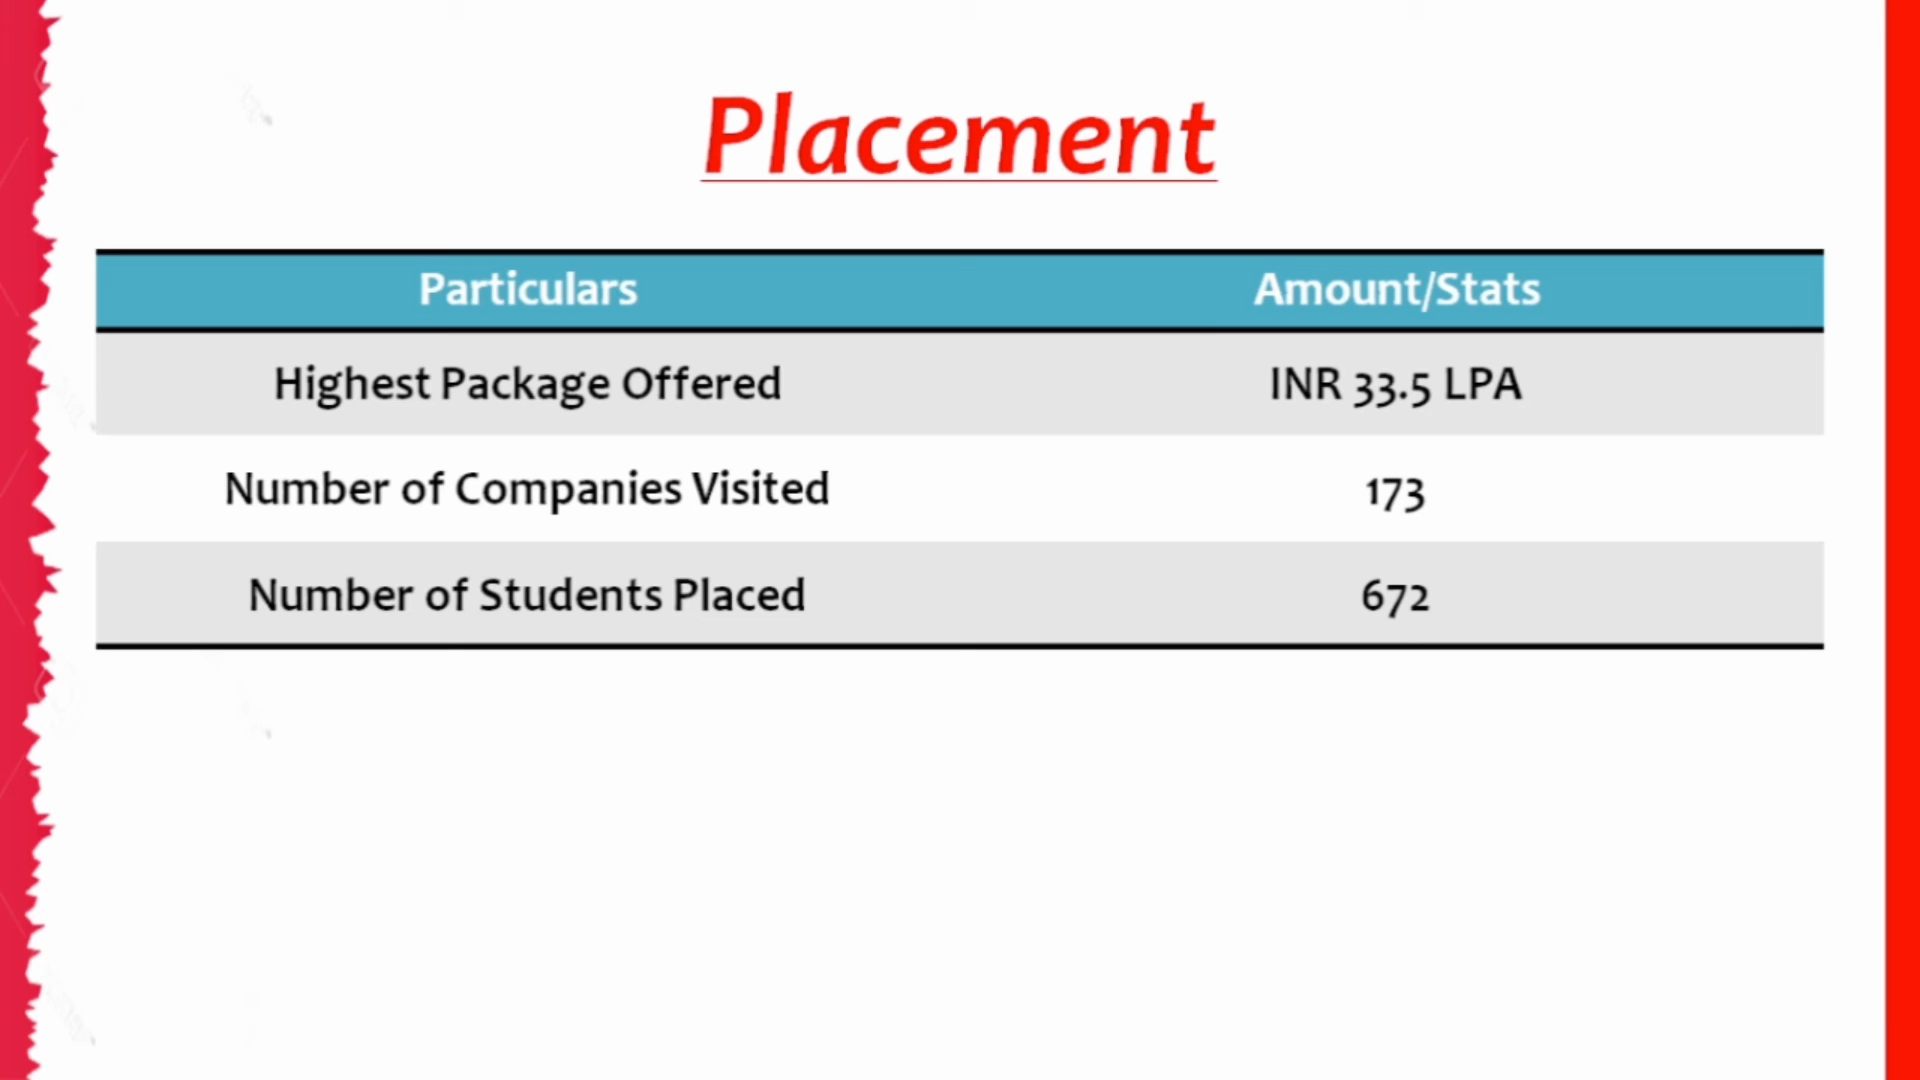 Placement
Particulars Amount/Stats
Highest Package Offered INR 33.5 LPA
Number of Companies Visited 173
Number of Students Placed 672